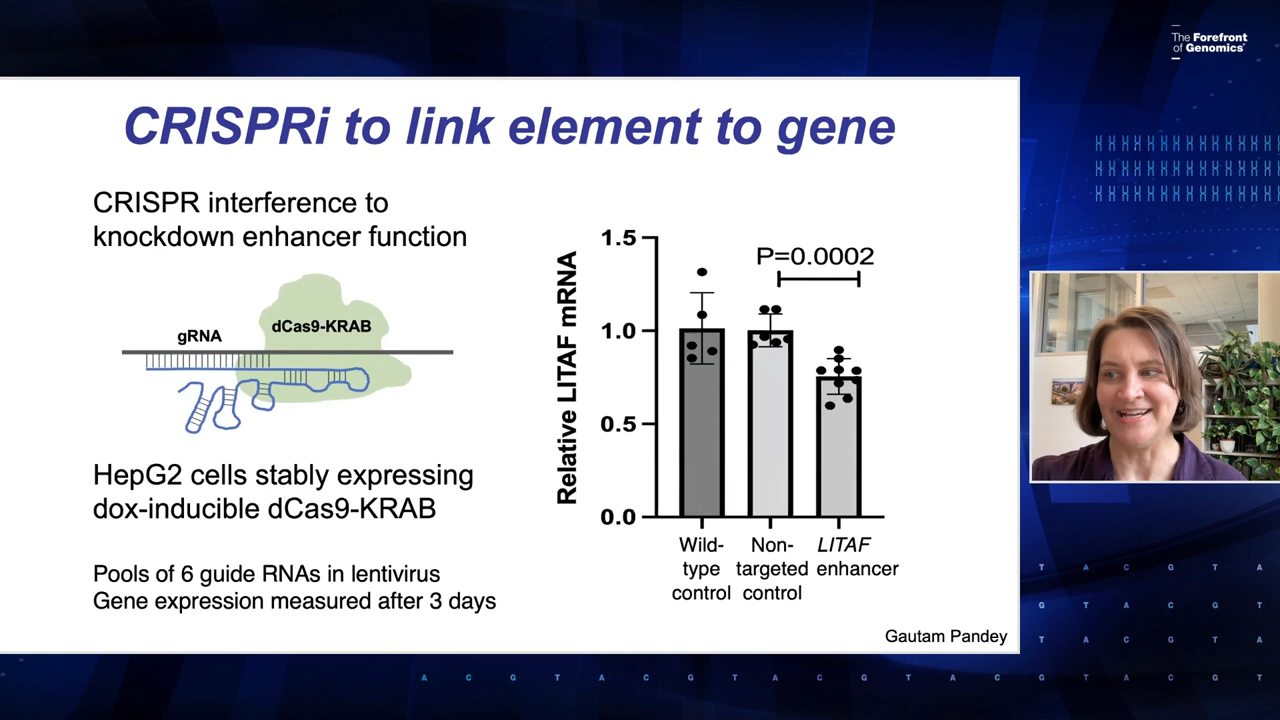 The Forefront
of Genomics®
CRISPRi to link element to gene
CRISPR interference to
knockdown enhancer function
gRNA
dCas9-KRAB
HepG2 cells stably expressing
dox-inducible dCas9-KRAB
Pools of 6 guide RNAs in lentivirus
Gene expression measured after 3 days
Relative LITAF mRNA
1.5
1.0
0.5
0.0
P=0.0002
Wild-
type
control
Non-
targeted
control
LITAF
enhancer
Gautam Pandey
T A C G T A
G T A C G T
T A C G T A
A C G T A C G T A C G T A C G T A C G T